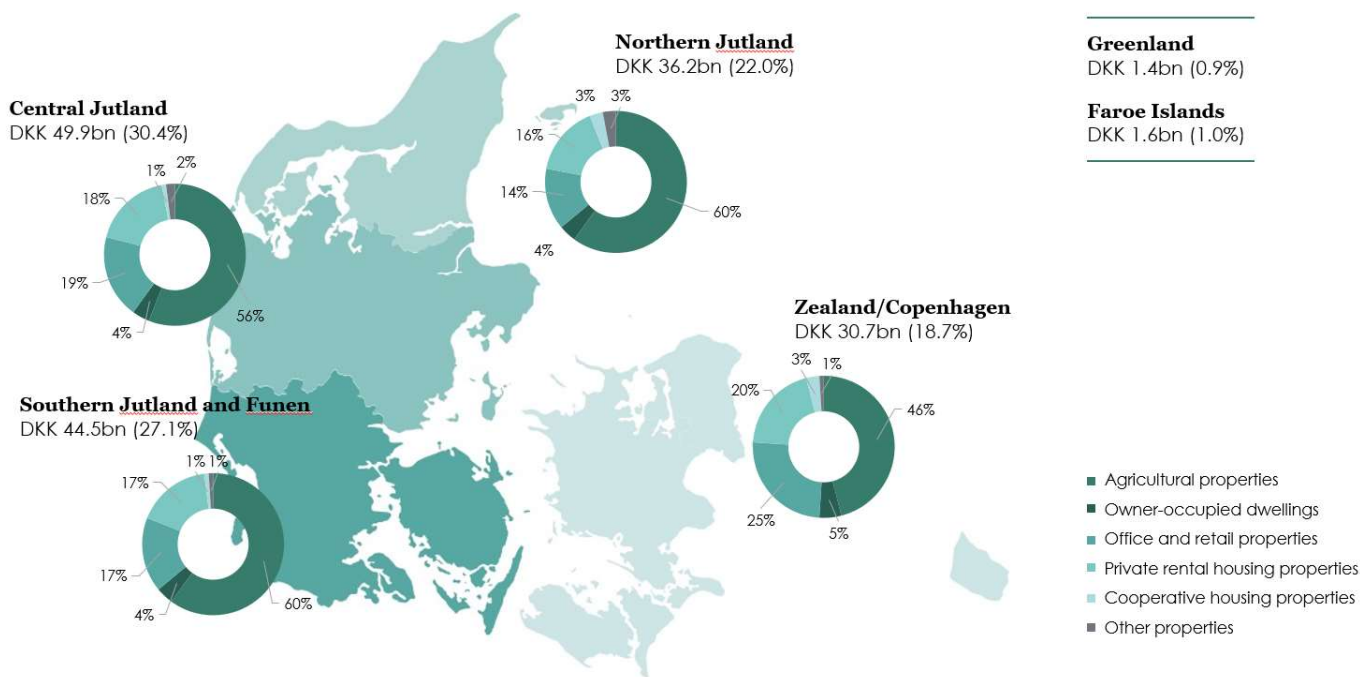 Northern Jutland
DKK 36.2bn (22.0%)
3%
3%
16%
14%
4%
60%
Greenland
DKK 1.4bn (0.9%)
Faroe Islands
DKK 1.6bn (1.0%)
Central Jutland
DKK 49.9bn (30.4%)
1%
2%
18%
19%
4%
56%
Zealand/Copenhagen
DKK 30.7bn (18.7%)
3%
1%
20%
46%
25%
5%
Southern Jutland and Funen
DKK 44.5bn (27.1%)
1%
1%
17%
17%
4%
60%
Agricultural properties
Owner-occupied dwellings
Office and retail properties
Private rental housing properties
Cooperative housing properties
Other properties